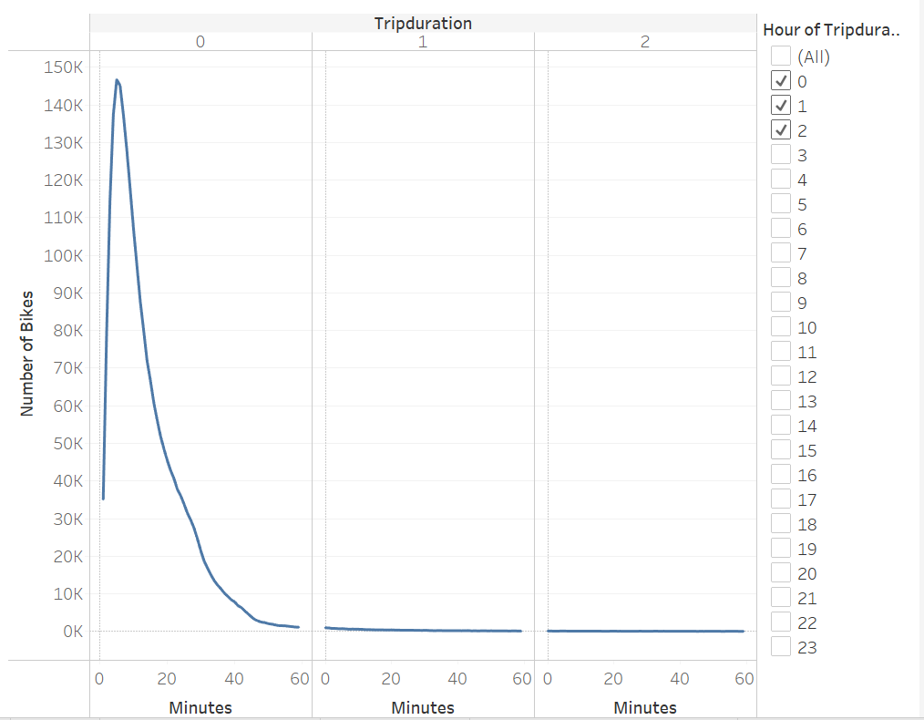 Tripduration
0 1 2
150K
140K
130K
120K
110K
100K
90K
80K
70K
60K
50K
40K
30K
20K
10K
0K
Number of Bikes
0 20 40 60 0 20 40 60 0 20 40 60
Minutes Minutes Minutes
Hour of Tripdura..
(All)
0
1
2
3
4
5
6
7
8
9
10
11
12
13
14
15
16
17
18
19
20
21
22
23